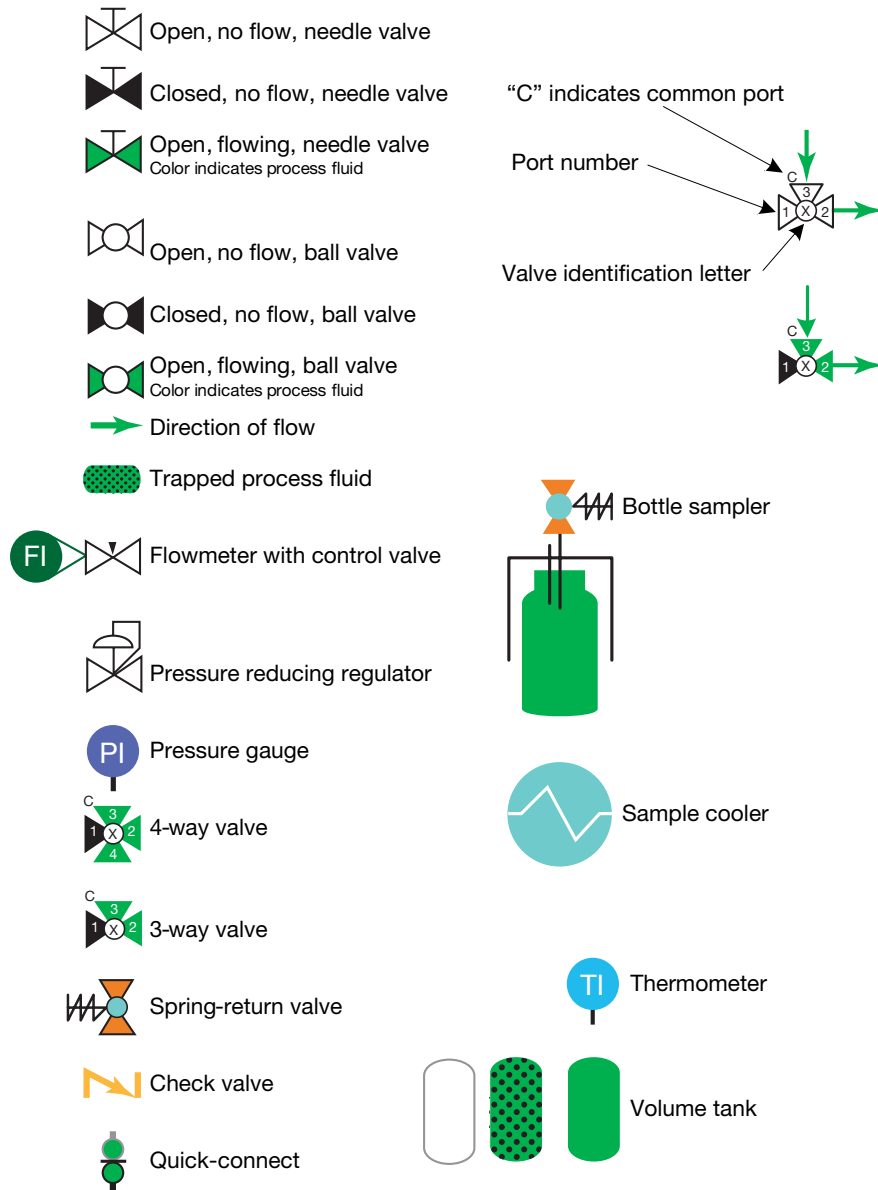 Open, no flow, needle valve
Closed, no flow, needle valve
Open, flowing, needle valve
Color indicates process fluid
Open, no flow, ball valve
Closed, no flow, ball valve
Open, flowing, ball valve
Color indicates process fluid
Direction of flow
Trapped process fluid
FI
Flowmeter with control valve
Pressure reducing regulator
PI
Pressure gauge
C
3
1 X 2
4
4-way valve
C
3
1 X 2
3-way valve
Spring-return valve
Check valve
Quick-connect
“C” indicates common port
Port number
C
3
1 X 2
Valve identification letter
C
3
1 X 2
Bottle sampler
Sample cooler
TI
Thermometer
Volume tank